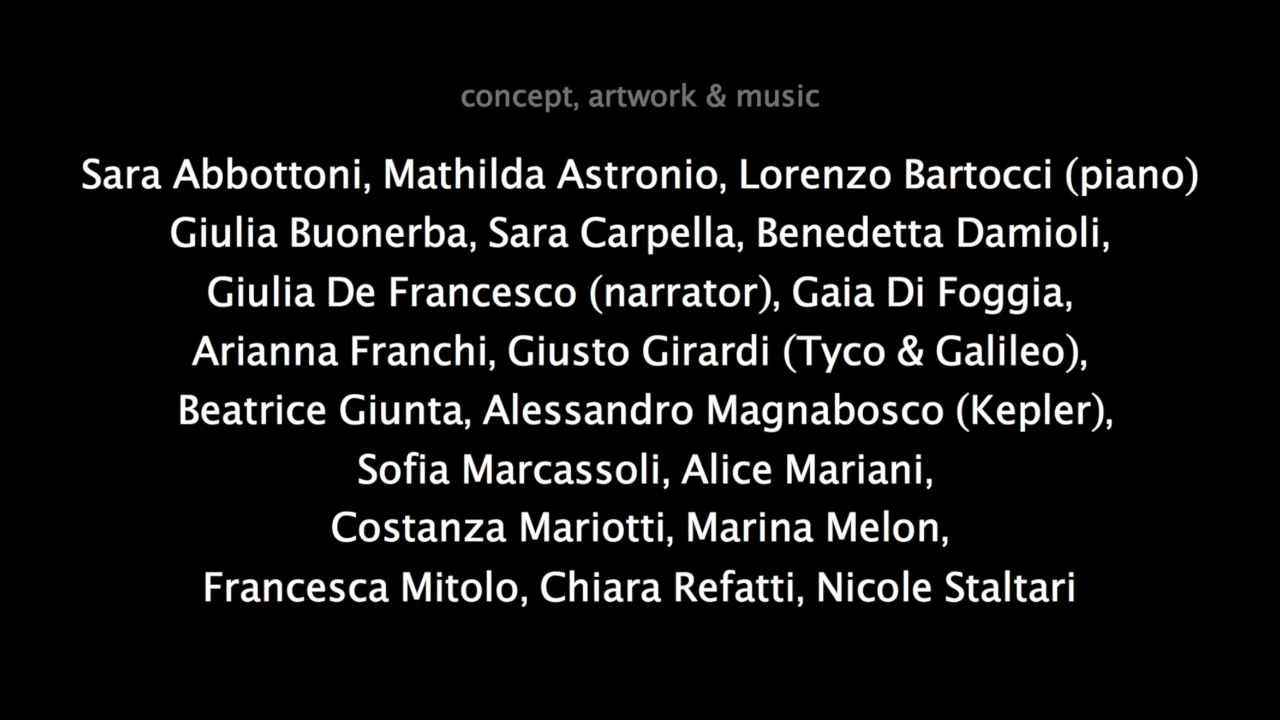 concept, artwork & music
Sara Abbottoni, Mathilda Astronio, Lorenzo Bartocci (piano)
Giulia Buonerba, Sara Carpella, Benedetta Damioli,
Giulia De Francesco (narrator), Gaia Di Foggia,
Arianna Franchi, Giusto Girardi (Tyco & Galileo),
Beatrice Giunta, Alessandro Magnabosco (Kepler),
Sofia Marcassoli, Alice Mariani,
Costanza Mariotti, Marina Melon,
Francesca Mitolo, Chiara Refatti, Nicole Staltari